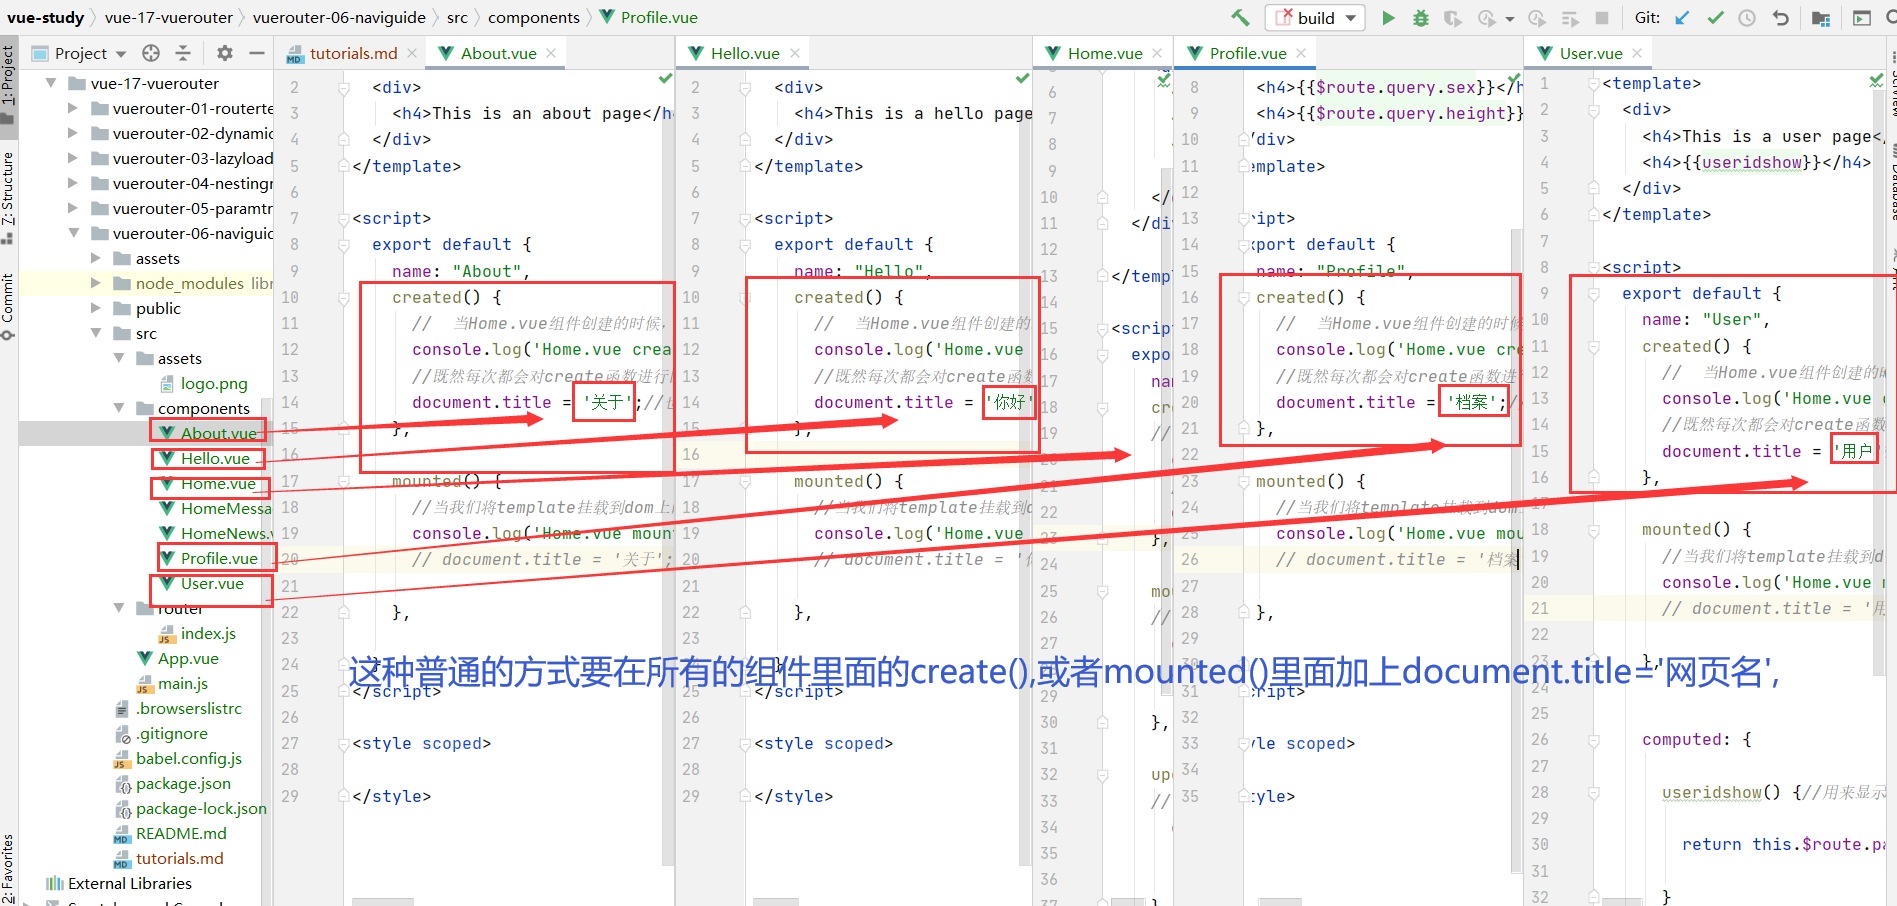 vue-study
vue-17-vuerouter
vuerouter-06-naviguide
src
components
Profile.vue
build
Git:
1: Project
7: Structure
Commit
2: Favorites
Project
vue-17-vuerouter
vuerouter-01-routerte
vuerouter-02-dynamic
vuerouter-03-lazyload
vuerouter-04-nesting
vuerouter-05-paramtr
vuerouter-06-naviguid
assets
node_modules libr
public
src
assets
logo.png
components
About.vue
Hello.vue
Home.vue
HomeMessa
HomeNews.v
Profile.vue
User.vue
router
index.js
App.vue
main.js
.browserslistrc
.gitignore
babel.config.js
package.json
package-lock.json
README.md
tutorials.md
External Libraries
tutorials.md
About.vue
2 <div>
3 <h4>This is an about page</h4
4 </div>
5 </template>
6
7 <script>
8 export default {
9 name: "About",
10 created() {
11 // 当Home.vue组件创建的时候,
12 console.log('Home.vue crea
13 //既然每次都会对create函数进行
14 document.title = '关于';//
15 },
16
17 mounted() {
18 //当我们将template挂载到dom上
19 console.log('Home.vue moun
20 // document.title = '关于';
21
22 },
23
24 }
25 </script>
26
27 <style scoped>
28
29 </style>
Hello.vue
2 <div>
3 <h4>This is a hello page
4 </div>
5 </template>
6
7 <script>
8 export default {
9 name: "Hello",
10 created() {
11 // 当Home.vue组件创建的
12 console.log('Home.vue
13 //既然每次都会对create函数
14 document.title = '你好'
15 },
16
17 mounted() {
18 //当我们将template挂载到d
19 console.log('Home.vue
20 // document.title = '
21
22 },
23
24 }
25 </script>
26
27 <style scoped>
28
29 </style>
Home.vue
6
7
8
9
10 </
11 </div
12
13 </temp
14
15 <script
16 expo
17 na
18 cr
19 //
21
22
23 },
24
25 mou
26 //
27
28
29
30 },
31
32 upd
33 //
34
35
36
37 }
Profile.vue
8 <h4>{{$route.query.sex}}</h
9 <h4>{{$route.query.height}}
10 /div>
11 emplate>
12
13 ript>
14 xport default {
15 name: "Profile",
16 created() {
17 // 当Home.vue组件创建的时候
18 console.log('Home.vue cre
19 //既然每次都会对create函数进
20 document.title = '档案';/
21 },
22
23 mounted() {
24 //当我们将template挂载到dom上
25 console.log('Home.vue mou
26 // document.title = '档案
27
28 },
29
30 }
31 ript>
32
33 yle scoped>
34
35 tyle>
User.vue
1 <template>
2 <div>
3 <h4>This is a user page<
4 <h4>{{useridshow}}</h4>
5 </div>
6 </template>
7
8 <script>
9 export default {
10 name: "User",
11 created() {
12 // 当Home.vue组件创建的
13 console.log('Home.vue
14 //既然每次都会对create函数
15 document.title = '用户
16 },
17
18 mounted() {
19 //当我们将template挂载到d
20 console.log('Home.vue m
21 // document.title = '用
22
23 },
24
25
26 computed: {
27
28 useridshow() {//用来显示
29
30 return this.$route.pa
31
32 }
这种普通的方式要在所有的组件里面的create(),或者mounted()里面加上document.title='网页名',